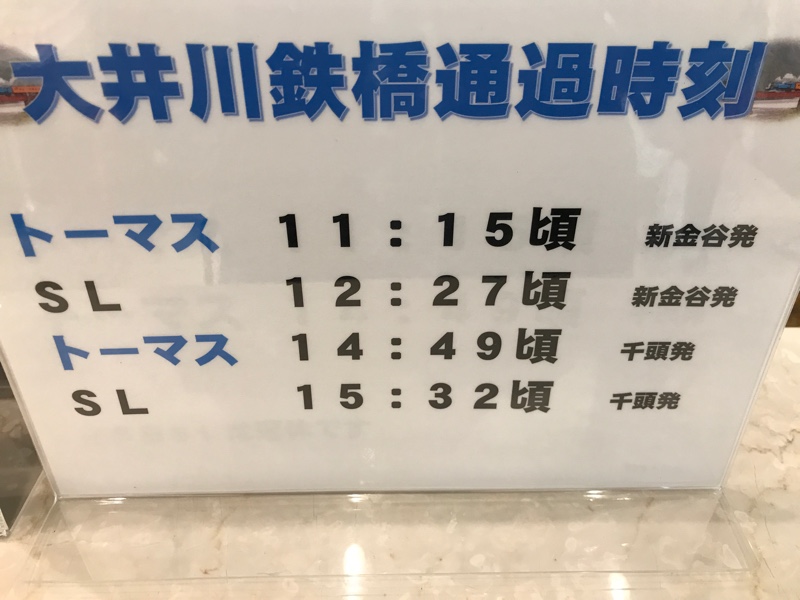 大井川鉄橋通過時刻
トーマス 11:15頃 新金谷発
SL 12:27頃 新金谷発
トーマス 14:49頃 千頭発
SL 15:32頃 千頭発